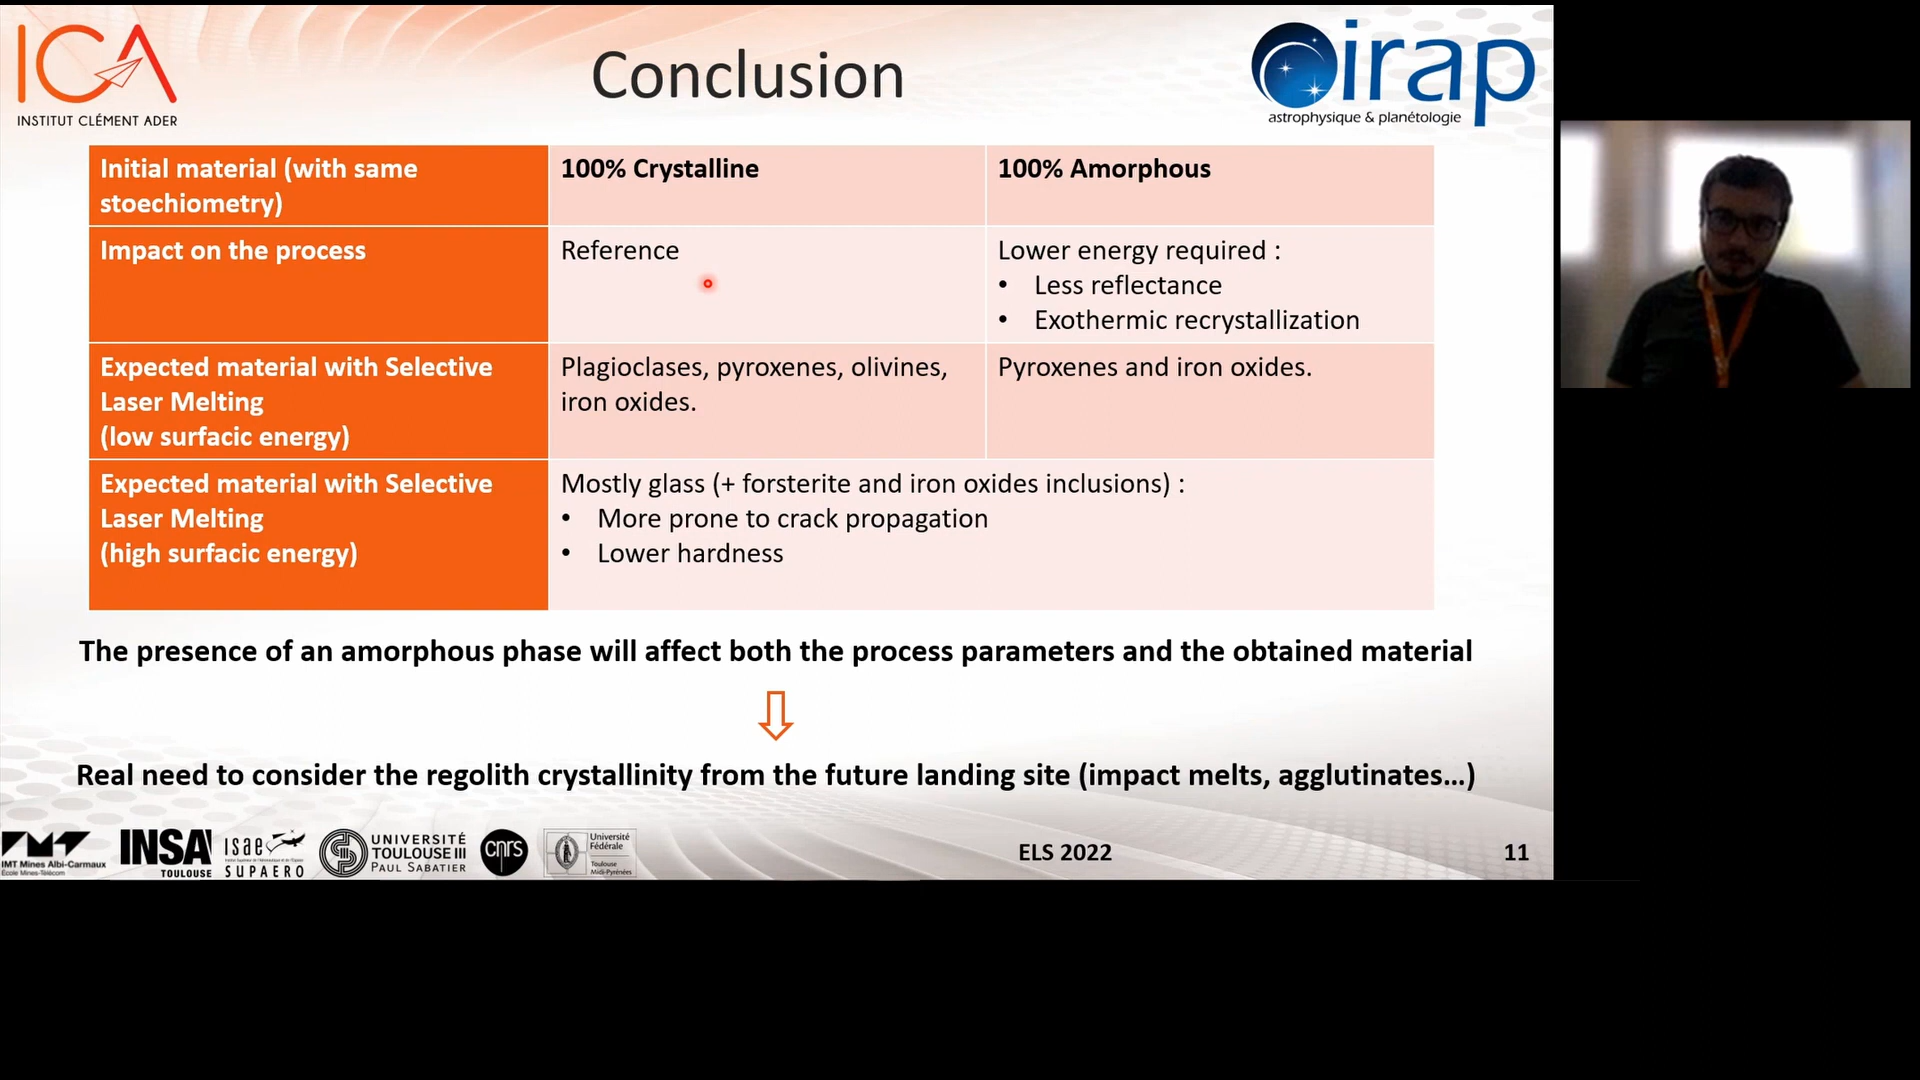 ICA
INSTITUT CLÉMENT ADER
Conclusion
irap
astrophysique & planétologie
Initial material (with same
stoechiometry)
100% Crystalline
100% Amorphous
Impact on the process
Reference
Lower energy required :
• Less reflectance
• Exothermic recrystallization
Expected material with Selective
Laser Melting
(low surfacic energy)
Plagioclases, pyroxenes, olivines,
iron oxides.
Pyroxenes and iron oxides.
Expected material with Selective
Laser Melting
(high surfacic energy)
Mostly glass (+ forsterite and iron oxides inclusions) :
• More prone to crack propagation
• Lower hardness
The presence of an amorphous phase will affect both the process parameters and the obtained material
Real need to consider the regolith crystallinity from the future landing site (impact melts, agglutinates...)
IMT Mines Albi-Carmaux
École Mines-Télécom
INSA
TOULOUSE
isae
SUPAERO
UNIVERSITÉ
TOULOUSE III
PAUL SABATIER
cnrs
Université
Fédérale
Toulouse
Midi-Pyrénées
ELS 2022
11